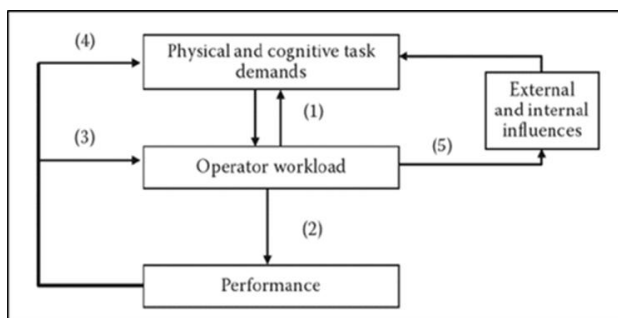 (4)
Physical and cognitive task
demands
External
and internal
influences
(1)
(3)
(5)
Operator workload
(2)
Performance